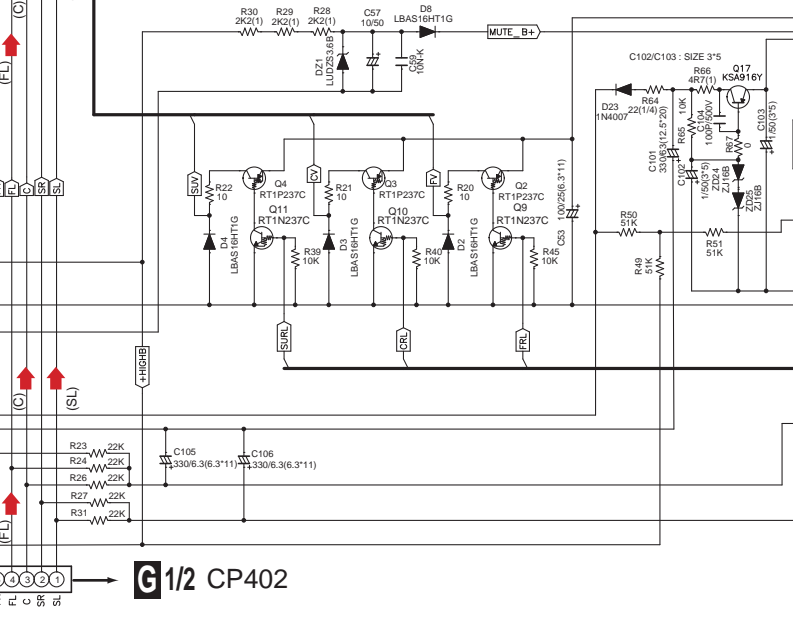 (C)
(FL)
R30
2K2(1)
R29
2K2(1)
R28
2K2(1)
C57
10/50
D8
LBAS16HT1G
MUTE_B+
DZ1
LUDZS3.6B
C59
10N-K
C102/C103 : SIZE 3*5
Q17
KSA916Y
R66
4R7(1)
D23
1N4007
R64
22(1/4)
10K
R65
C104
100P/500V
R67
0
C103
1/50(3*5)
C101
330/63(12.5*20)
C102
1/50(3*5)
ZD24
ZJ16B
ZD25
ZJ16B
SUV
CV
FV
R22
10
Q4
RT1P237C
Q11
RT1N237C
D4
LBAS16HT1G
R39
10K
R21
10
Q3
RT1P237C
Q10
RT1N237C
D3
LBAS16HT1G
R40
10K
R20
10
Q2
RT1P237C
Q9
RT1N237C
D2
LBAS16HT1G
R45
10K
C53
100/25(6.3*11)
R50
51K
R51
51K
R49
51K
FL
C
SR
SL
SURL
CRL
FRL
+HIGHB
(C)
(SL)
R23 22K
R24 22K
R26 22K
R27 22K
R31 22K
C105
330/6.3(6.3*11)
C106
330/6.3(6.3*11)
(FL)
4 3 2 1
FL
C
SR
SL
G 1/2 CP402